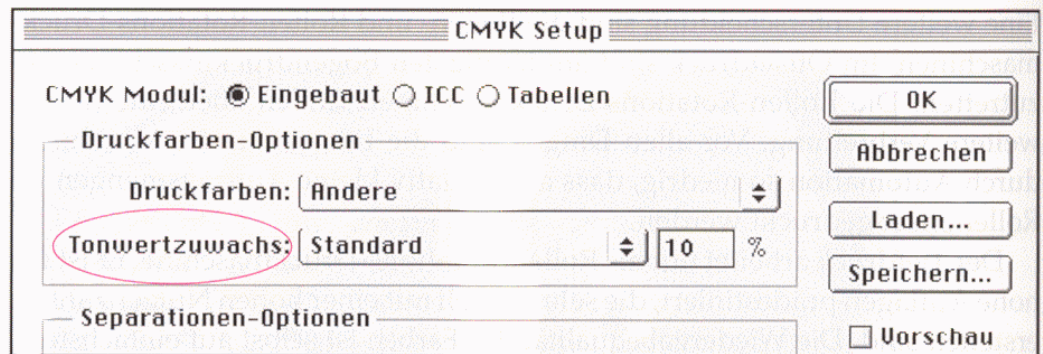 CMYK Setup
CMYK Modul: Eingebaut ICC Tabellen
OK
Druckfarben-Optionen
Abbrechen
Druckfarben: Andere
Laden...
Tonwertzuwachs: Standard 10 %
Speichern...
Separationen-Optionen
Vorschau